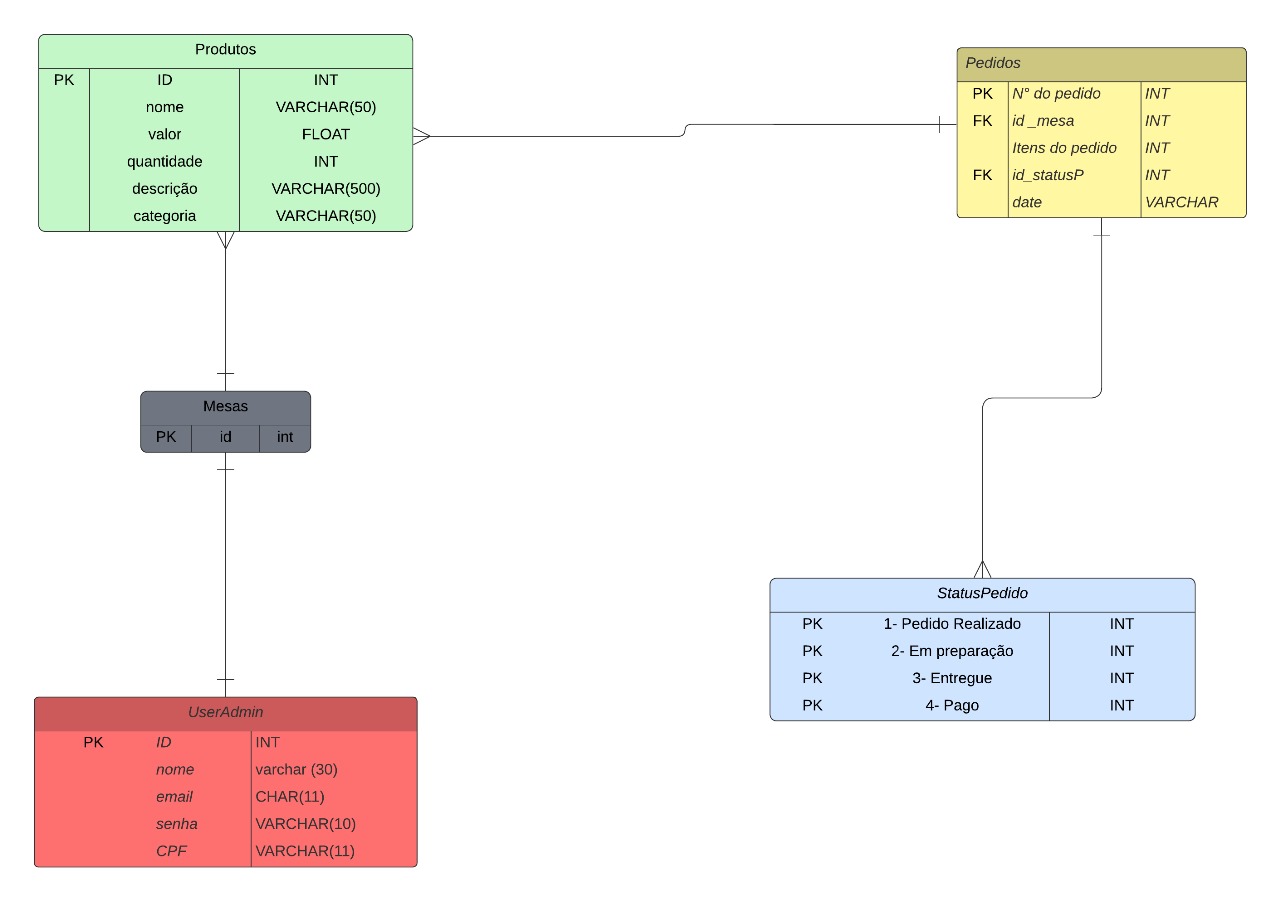 Produtos
PK ID INT
nome VARCHAR(50)
valor FLOAT
quantidade INT
descrição VARCHAR(500)
categoria VARCHAR(50)
Pedidos
PK N° do pedido INT
FK id _mesa INT
Itens do pedido INT
FK id_statusP INT
date VARCHAR
Mesas
PK id int
StatusPedido
PK 1- Pedido Realizado INT
PK 2- Em preparação INT
PK 3- Entregue INT
PK 4- Pago INT
UserAdmin
PK ID INT
nome varchar (30)
email CHAR(11)
senha VARCHAR(10)
CPF VARCHAR(11)